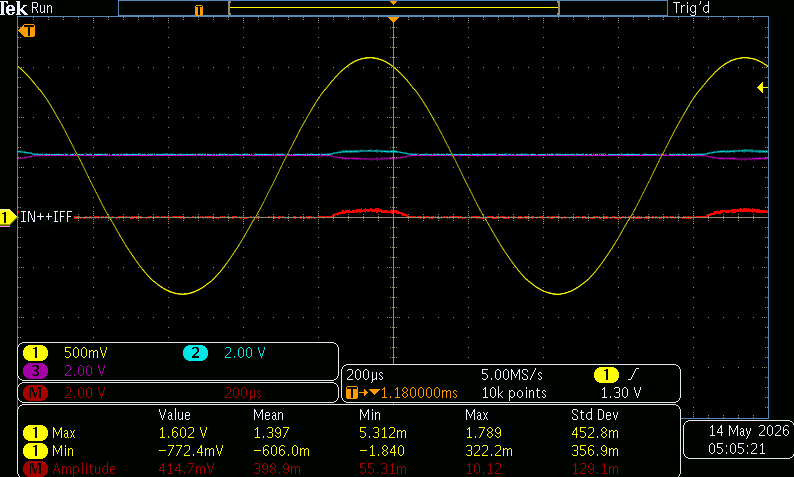 Tek Run Trig'd
T
T
1 IN++IFF
1 500mV 2 2.00 V
3 2.00 V
M 2.00 V 200µs
200µs 5.00MS/s 1
T 1.180000ms 10k points 1.30 V
Value Mean Min Max Std Dev
1 Max 1.602 V 1.397 5.312m 1.789 452.8m
1 Min −772.4mV −606.0m −1.840 322.2m 356.9m
M Amplitude 414.7mV 398.9m 55.31m 10.12 129.1m
14 May 2026
05:05:21